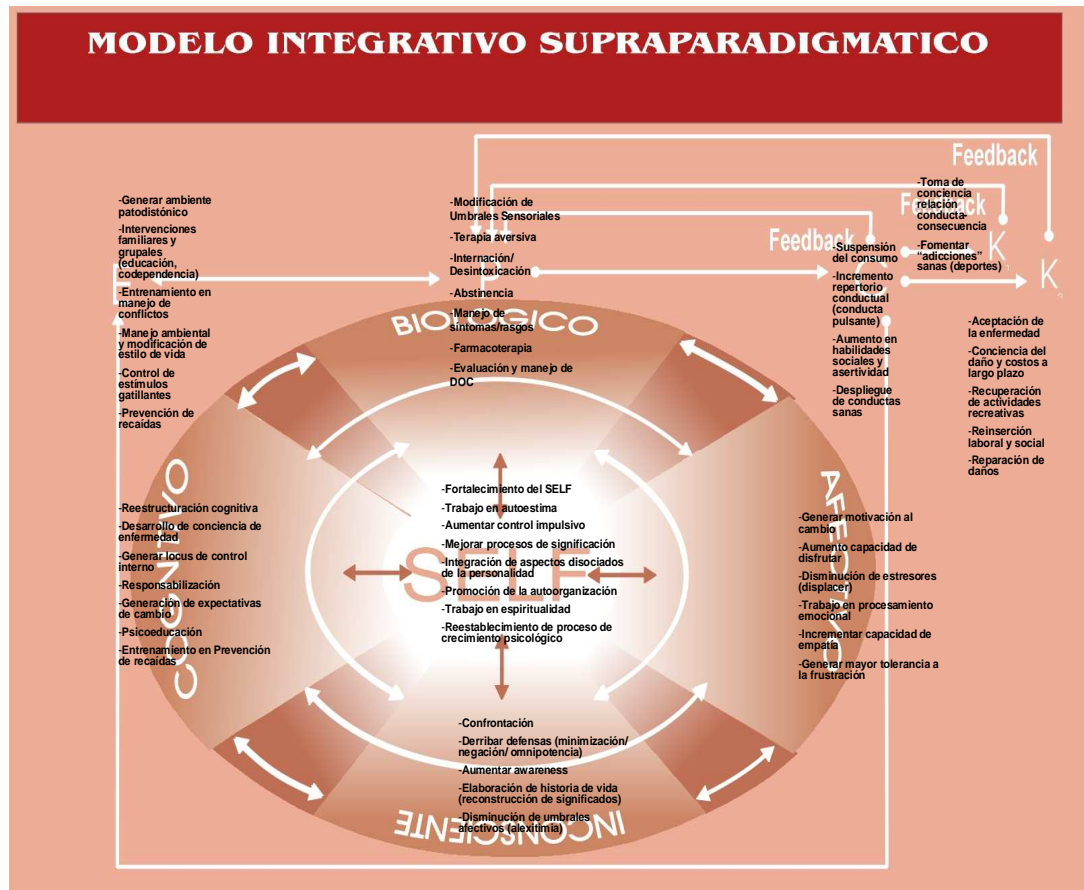 MODELO INTEGRATIVO SUPRAPARADIGMATICO
Feedback
Feedback
Feedback
-Generar ambiente
patodistónico
-Intervenciones
familiares y
grupales
(educación,
codependencia)
-Entrenamiento en
manejo de
conflictos
-Manejo ambiental
y modificación de
estilo de vida
-Control de
estímulos
gatillantes
-Prevención de
recaídas
-Modificación de
Umbrales Sensoriales
-Terapia aversiva
-Internación/
Desintoxicación
-Abstinencia
-Manejo de
síntomas/rasgos
-Farmacoterapia
-Evaluación y manejo de
DOC
-Suspensión
del consumo
-Incremento
repertorio
conductual
(conducta
pulsante)
-Aumento en
habilidades
sociales y
asertividad
-Despliegue
de conductas
sanas
-Toma de
conciencia
relación
conducta-
consecuencia
-Fomentar
“adicciones”
sanas (deportes)
K
K
-Aceptación de
la enfermedad
-Conciencia del
daño y costos a
largo plazo
-Recuperación
de actividades
recreativas
-Reinserción
laboral y social
-Reparación de
daños
BIOLOGICO
COGNITIVO
-Reestructuración cognitiva
-Desarrollo de conciencia de
enfermedad
-Generar locus de control
interno
-Responsabilización
-Generación de expectativas
de cambio
-Psicoeducación
-Entrenamiento en Prevención
de recaídas
SELF
-Fortalecimiento del SELF
-Trabajo en autoestima
-Aumentar control impulsivo
-Mejorar procesos de significación
-Integración de aspectos disociados
de la personalidad
-Promoción de la autoorganización
-Trabajo en espiritualidad
-Reestablecimiento de proceso de
crecimiento psicológico
AFECTIVO
-Generar motivación al
cambio
-Aumento capacidad de
disfrutar
-Disminución de estresores
(displacer)
-Trabajo en procesamiento
emocional
-Incrementar capacidad de
empatía
-Generar mayor tolerancia a
la frustración
-Confrontación
-Derribar defensas (minimización/
negación/ omnipotencia)
-Aumentar awareness
-Elaboración de historia de vida
(reconstrucción de significados)
-Disminución de umbrales
afectivos (alexitimia)
INCONSCIENTE